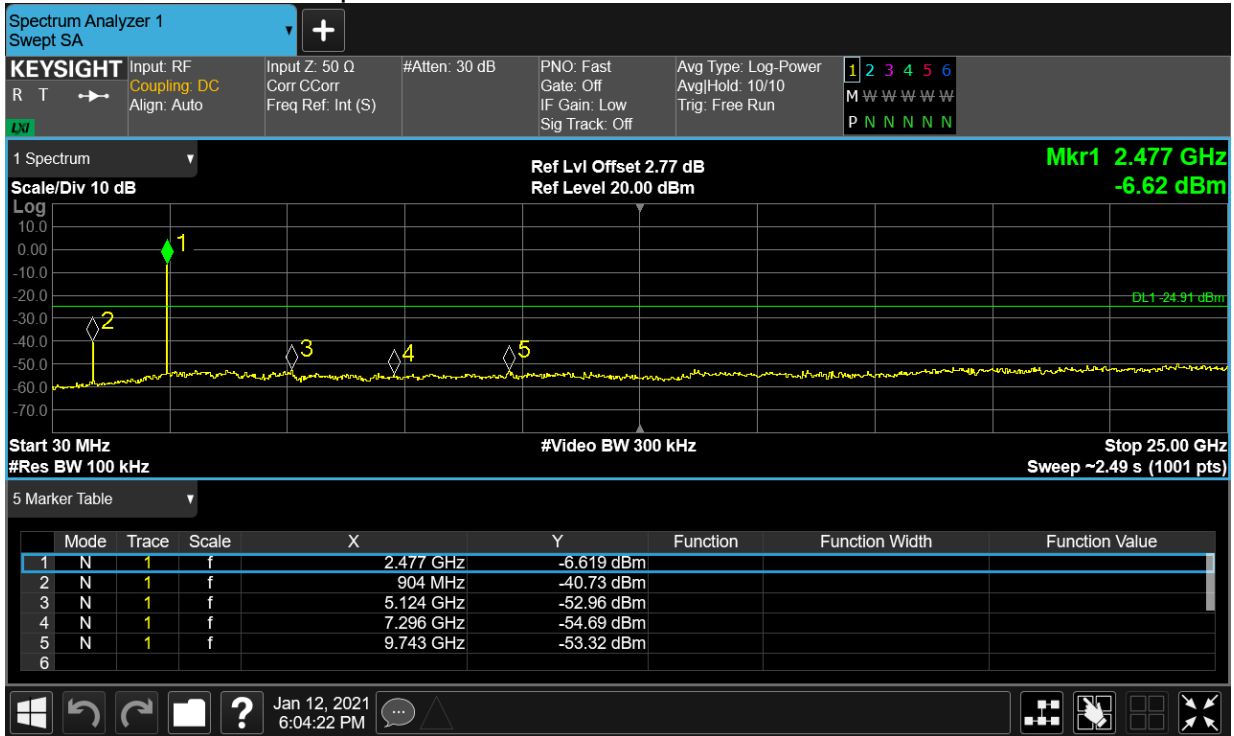 Spectrum Analyzer 1
Swept SA
+
KEYSIGHT Input: RF Input Z: 50 Ω #Atten: 30 dB PNO: Fast Avg Type: Log-Power 1 2 3 4 5 6
R T Coupling: DC Corr CCorr Gate: Off Avg|Hold: 10/10 M W W W W W
Align: Auto Freq Ref: Int (S) IF Gain: Low Trig: Free Run
LXI Sig Track: Off P N N N N N
1 Spectrum Ref Lvl Offset 2.77 dB Mkr1 2.477 GHz
Scale/Div 10 dB Ref Level 20.00 dBm -6.62 dBm
Log
10.0
0.00 1
-10.0
-20.0 DL1 -24.91 dBm
-30.0 2
-40.0
-50.0 3 4 5
-60.0
-70.0
Start 30 MHz #Video BW 300 kHz Stop 25.00 GHz
#Res BW 100 kHz Sweep ~2.49 s (1001 pts)
5 Marker Table
Mode Trace Scale X Y Function Function Width Function Value
1 N 1 f 2.477 GHz -6.619 dBm
2 N 1 f 904 MHz -40.73 dBm
3 N 1 f 5.124 GHz -52.96 dBm
4 N 1 f 7.296 GHz -54.69 dBm
5 N 1 f 9.743 GHz -53.32 dBm
6
? Jan 12, 2021
6:04:22 PM